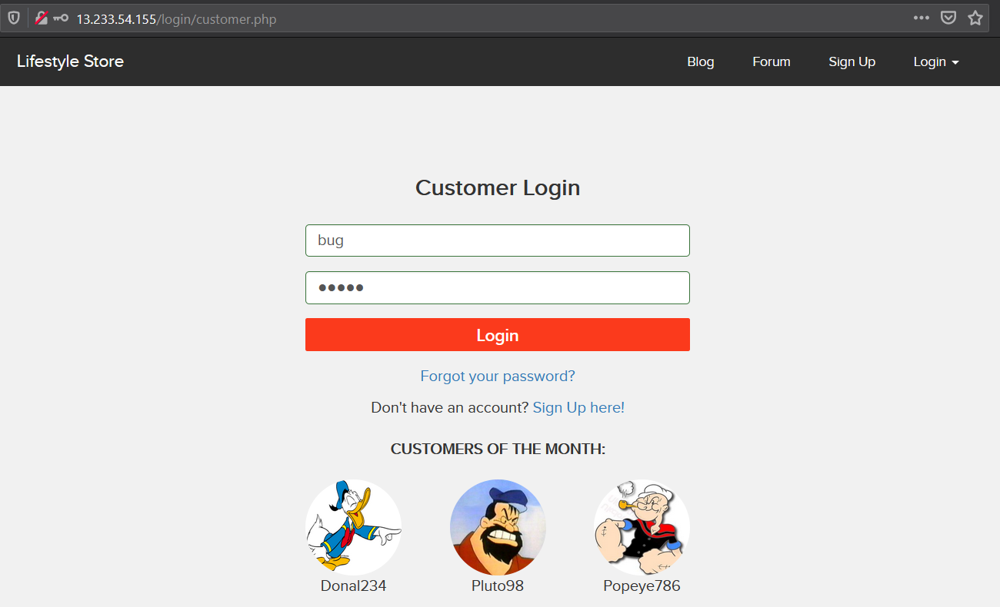 13.233.54.155/login/customer.php
Lifestyle Store Blog Forum Sign Up Login
Customer Login
bug
●●●●●
Login
Forgot your password?
Don't have an account? Sign Up here!
CUSTOMERS OF THE MONTH:
Donal234 Pluto98 Popeye786